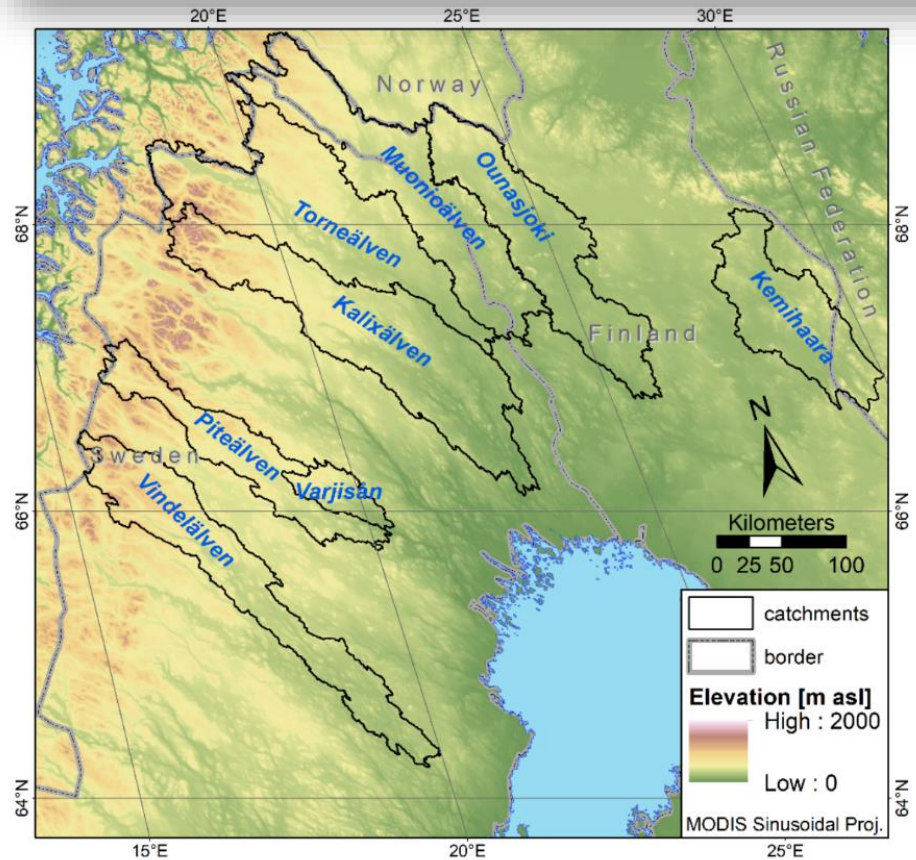 20°E
25°E
30°E
Norway
Russian Federation
68°N
68°N
Muonioälven
Ounasjoki
Torneälven
Kalixälven
Finland
Kemihaara
Piteälven
Sweden
Varjisån
Vindelälven
66°N
66°N
N
Kilometers
0 25 50 100
catchments
border
Elevation [m asl]
High : 2000
Low : 0
64°N
64°N
MODIS Sinusoidal Proj.
15°E
20°E
25°E